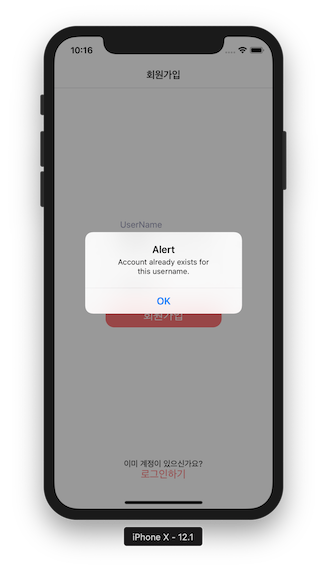 10:16
회원가입
UserName
Alert
Account already exists for
this username.
OK
회원가입
이미 계정이 있으신가요?
로그인하기
iPhone X - 12.1